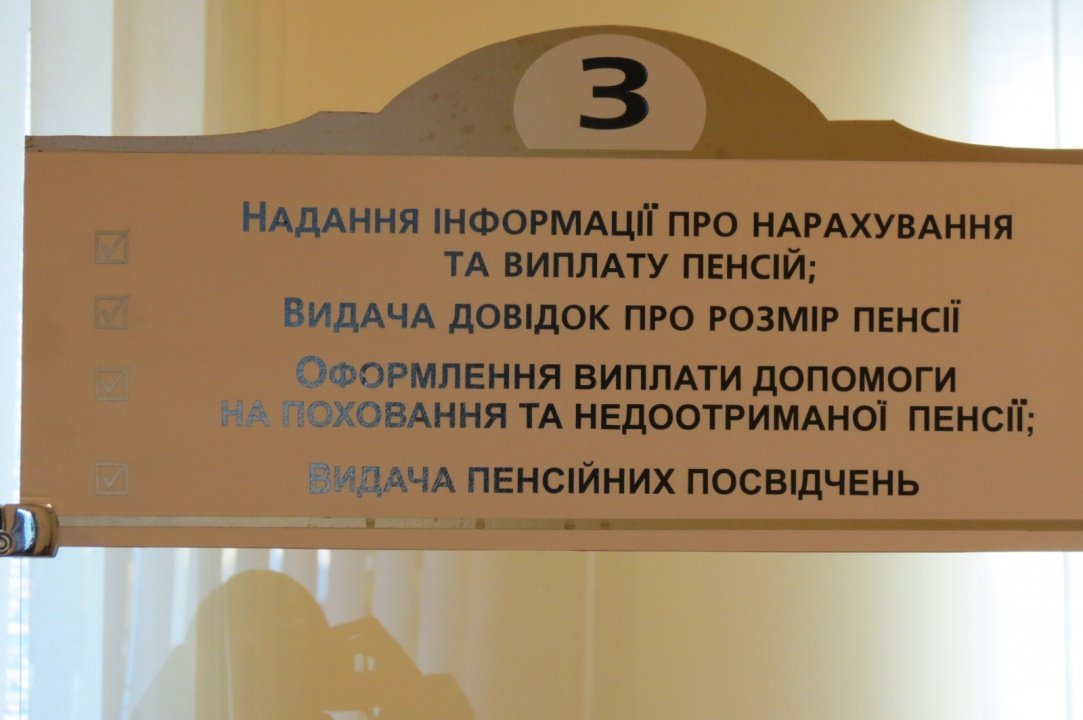 3
НАДАННЯ ІНФОРМАЦІЇ ПРО НАРАХУВАННЯ
ТА ВИПЛАТУ ПЕНСІЙ;
ВИДАЧА ДОВІДОК ПРО РОЗМІР ПЕНСІЇ
ОФОРМЛЕННЯ ВИПЛАТИ ДОПОМОГИ
НА ПОХОВАННЯ ТА НЕДООТРИМАНОЇ ПЕНСІЇ;
ВИДАЧА ПЕНСІЙНИХ ПОСВІДЧЕНЬ